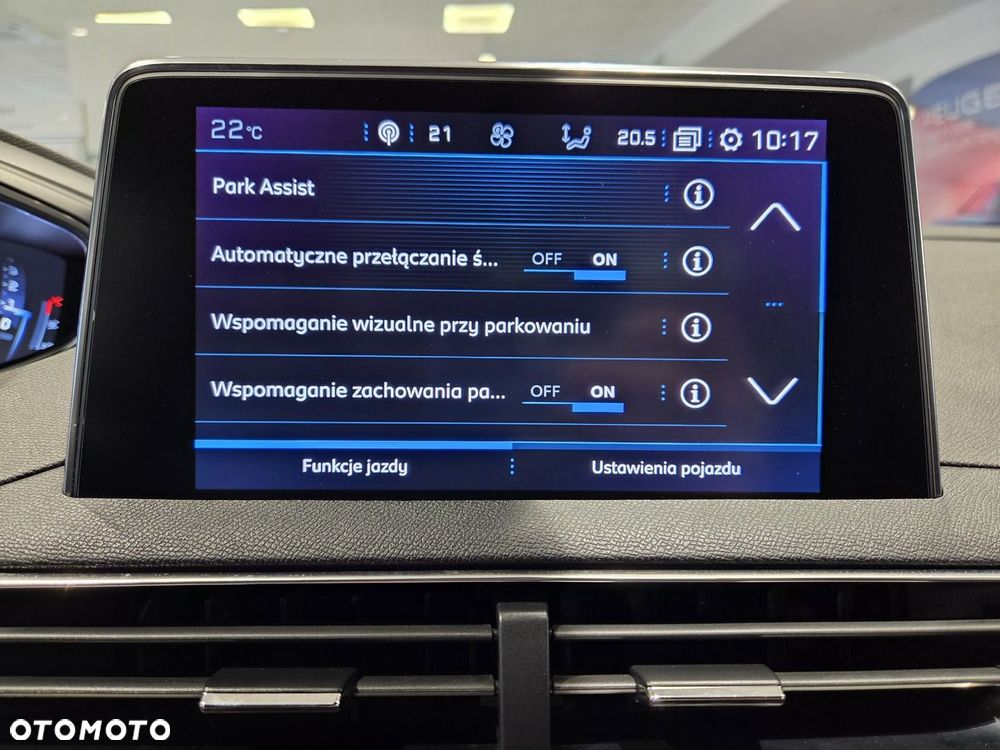 22°C 21 20.5 10:17
Park Assist
Automatyczne przełączanie ś... OFF ON
Wspomaganie wizualne przy parkowaniu
Wspomaganie zachowania pa... OFF ON
Funkcje jazdy Ustawienia pojazdu
OTOMOTO